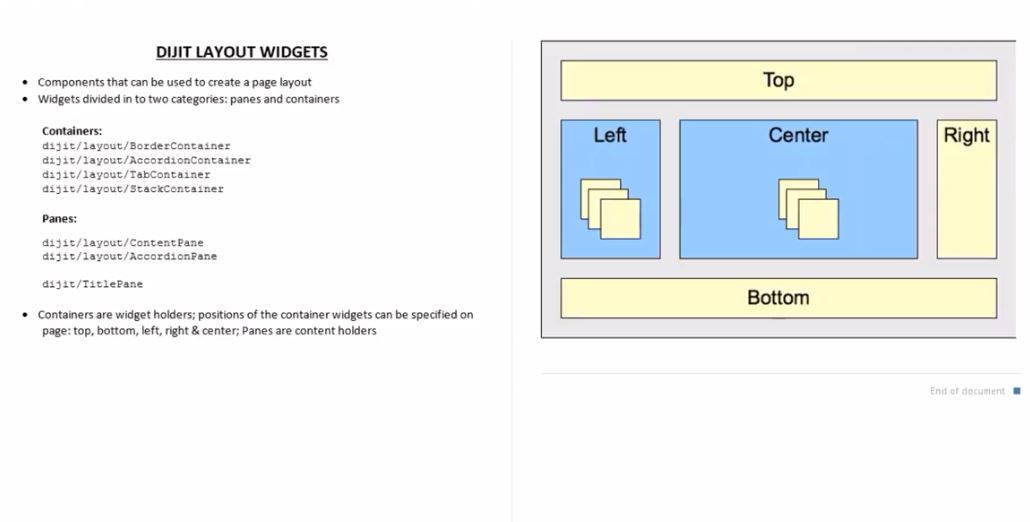 DIJIT LAYOUT WIDGETS
• Components that can be used to create a page layout
• Widgets divided in to two categories: panes and containers
Containers:
dijit/layout/BorderContainer
dijit/layout/AccordionContainer
dijit/layout/TabContainer
dijit/layout/StackContainer
Panes:
dijit/layout/ContentPane
dijit/layout/AccordionPane
dijit/TitlePane
• Containers are widget holders; positions of the container widgets can be specified on
page: top, bottom, left, right & center; Panes are content holders
Top
Left
Center
Right
Bottom
End of document